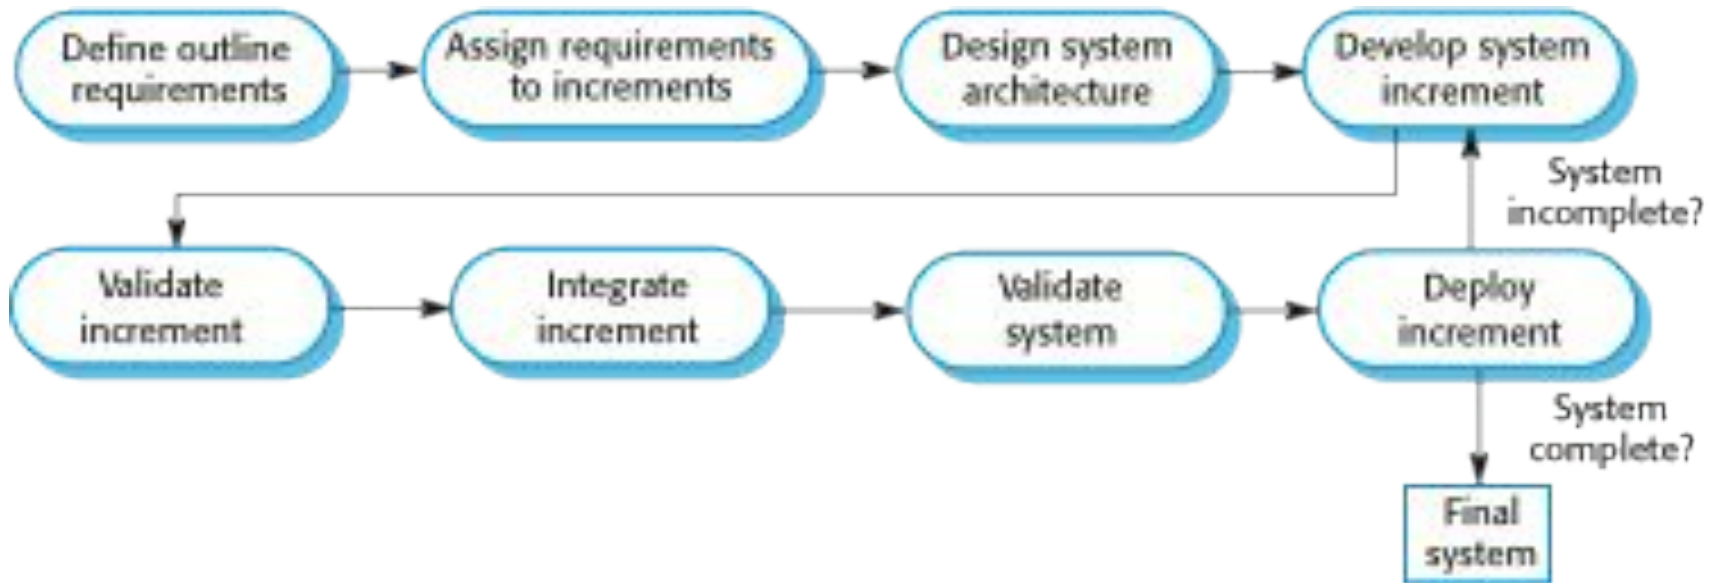 Define outline
requirements
Assign requirements
to increments
Design system
architecture
Develop system
increment
System
incomplete?
Validate
increment
Integrate
increment
Validate
system
Deploy
increment
System
complete?
Final
system